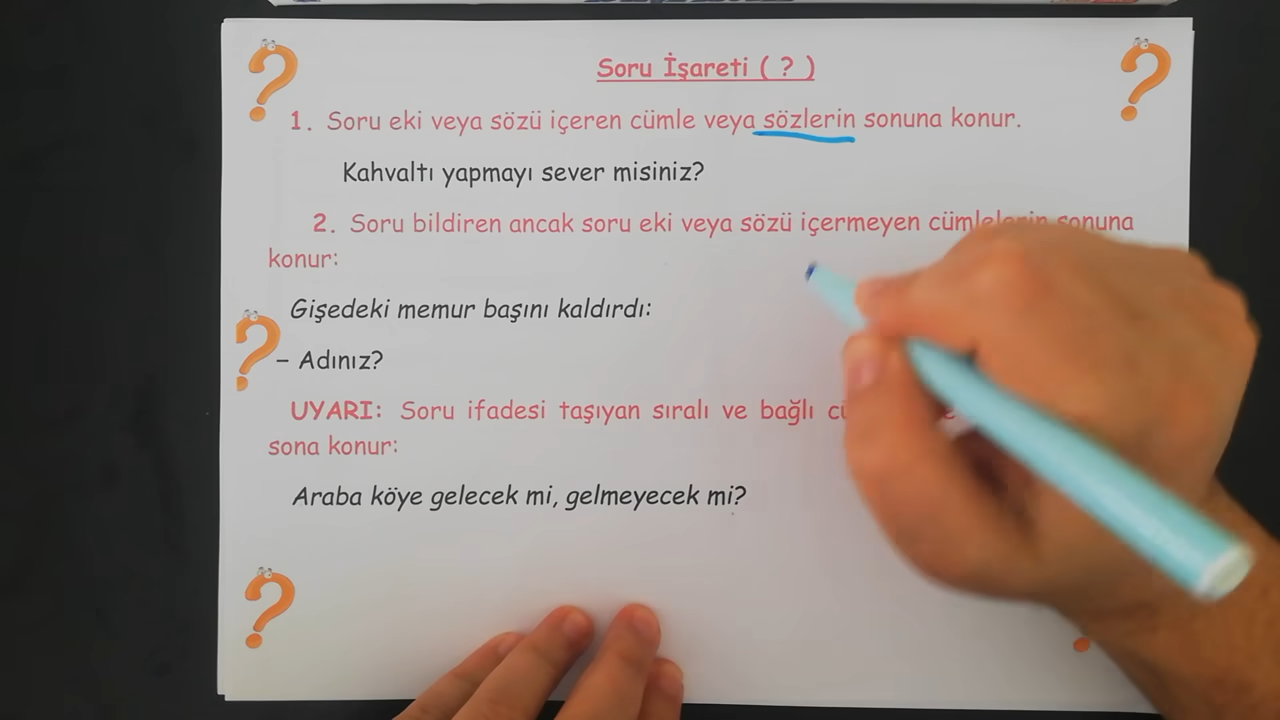 Soru İşareti ( ? )
1. Soru eki veya sözü içeren cümle veya sözlerin sonuna konur.
Kahvaltı yapmayı sever misiniz?
2. Soru bildiren ancak soru eki veya sözü içermeyen cümlelerin sonuna
konur:
Gişedeki memur başını kaldırdı:
– Adınız?
UYARI: Soru ifadesi taşıyan sıralı ve bağlı
sona konur:
Araba köye gelecek mi, gelmeyecek mi?